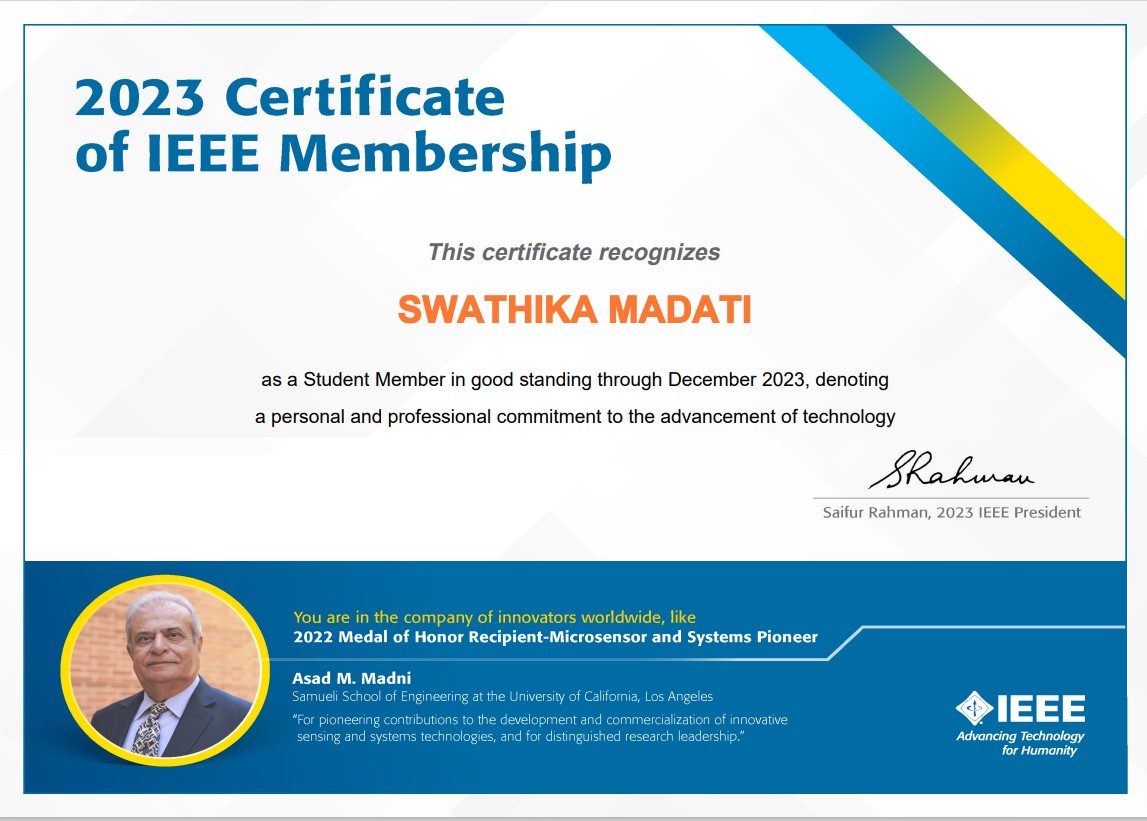 2023 Certificate
of IEEE Membership
This certificate recognizes
SWATHIKA MADATI
as a Student Member in good standing through December 2023, denoting
a personal and professional commitment to the advancement of technology
SRahman
Saifur Rahman, 2023 IEEE President
You are in the company of innovators worldwide, like
2022 Medal of Honor Recipient-Microsensor and Systems Pioneer
Asad M. Madni
Samueli School of Engineering at the University of California, Los Angeles
“For pioneering contributions to the development and commercialization of innovative
sensing and systems technologies, and for distinguished research leadership.”
IEEE
Advancing Technology
for Humanity